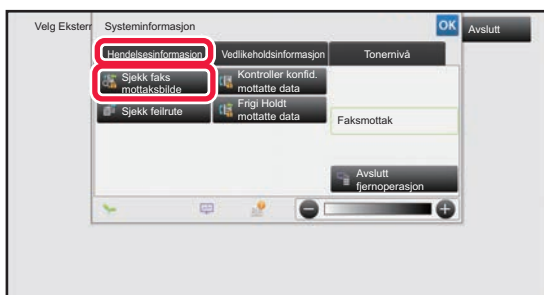 Velg Ekstern
Systeminformasjon
OK
Avslutt
Hendelsesinformasjon
Vedlikeholdsinformasjon
Tonernivå
Sjekk faks
mottaksbilde
Kontroller konfid.
mottatte data
Sjekk feilrute
Frigi Holdt
mottatte data
Faksmottak
Avslutt
fjernoperasjon